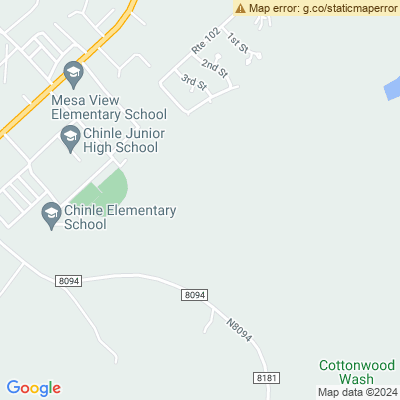 Map error: g.co/staticmaperror
Rte 102
1st St
2nd St
3rd St
Mesa View
Elementary School
Chinle Junior
High School
Chinle Elementary
School
8094
8094
N8094
8181
Cottonwood
Wash
Google
Map data ©2024